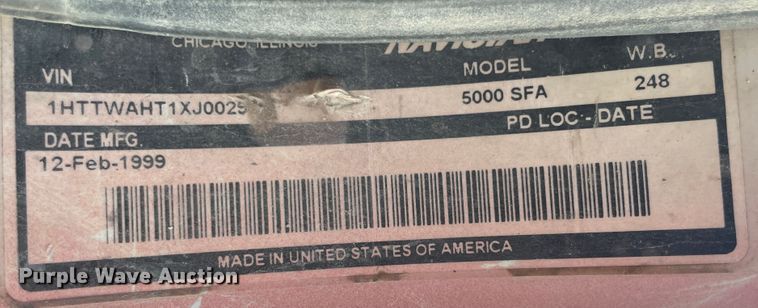 CHICAGO, ILLINOIS NAVISTAR
VIN MODEL W.B.
1HTTWAHT1XJ0025 5000 SFA 248
DATE MFG. PD LOC - DATE
12-Feb-1999
MADE IN UNITED STATES OF AMERICA
Purple Wave Auction